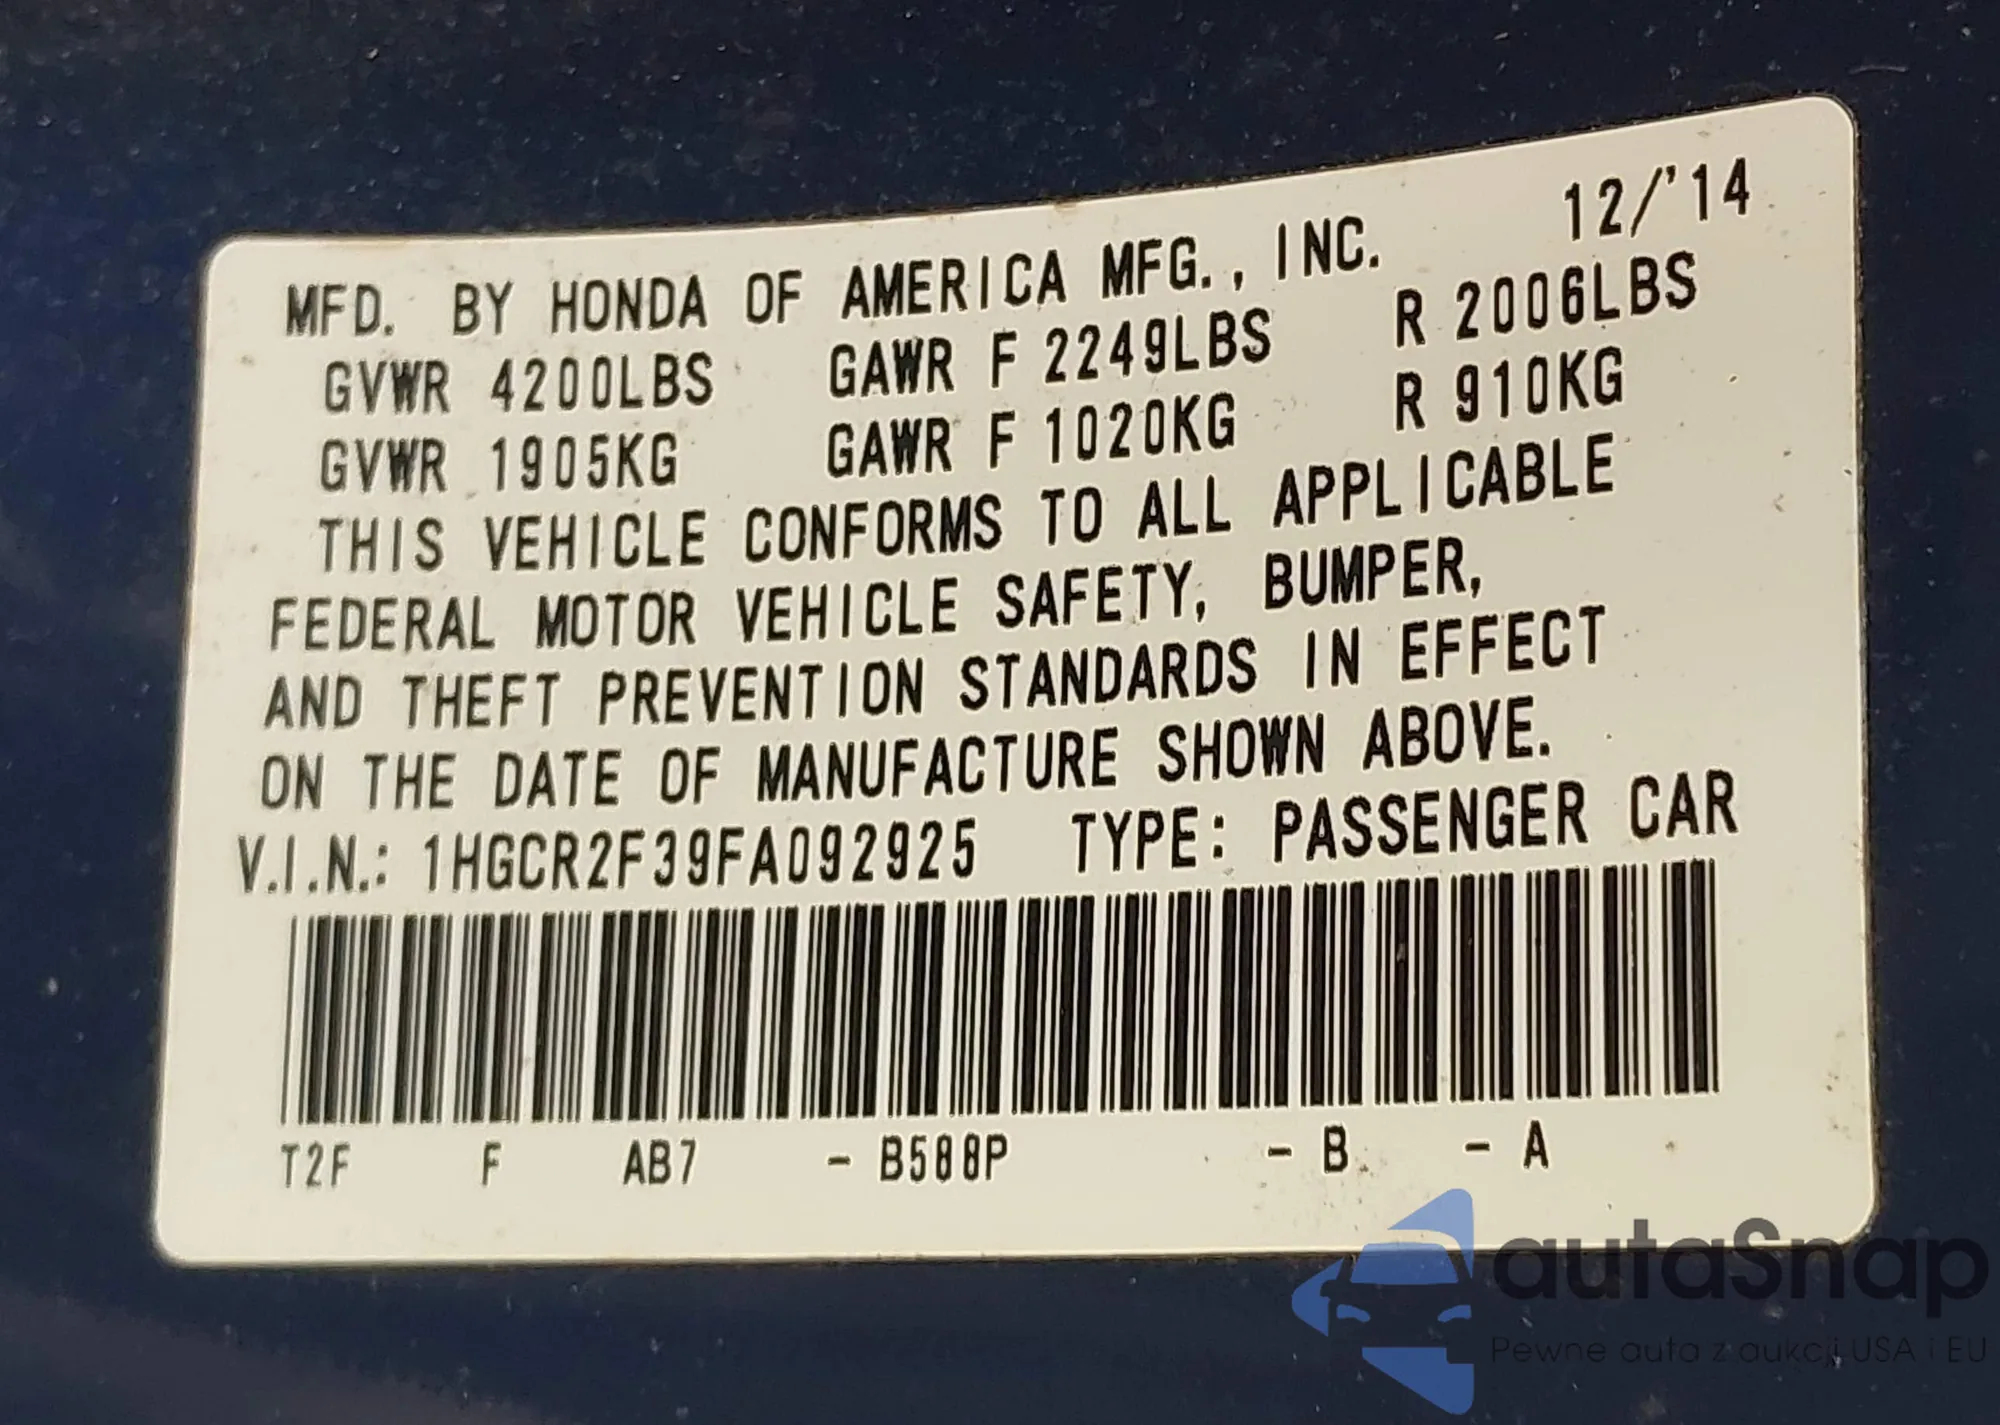 MFD. BY HONDA OF AMERICA MFG., INC. 12/'14
GVWR 4200LBS GAWR F 2249LBS R 2006LBS
GVWR 1905KG GAWR F 1020KG R 910KG
THIS VEHICLE CONFORMS TO ALL APPLICABLE
FEDERAL MOTOR VEHICLE SAFETY, BUMPER,
AND THEFT PREVENTION STANDARDS IN EFFECT
ON THE DATE OF MANUFACTURE SHOWN ABOVE.
V.I.N.: 1HGCR2F39FA092925 TYPE: PASSENGER CAR
T2F F AB7 - B588P - B - A
autaSnap
Pewne auta z aukcji USA i EU